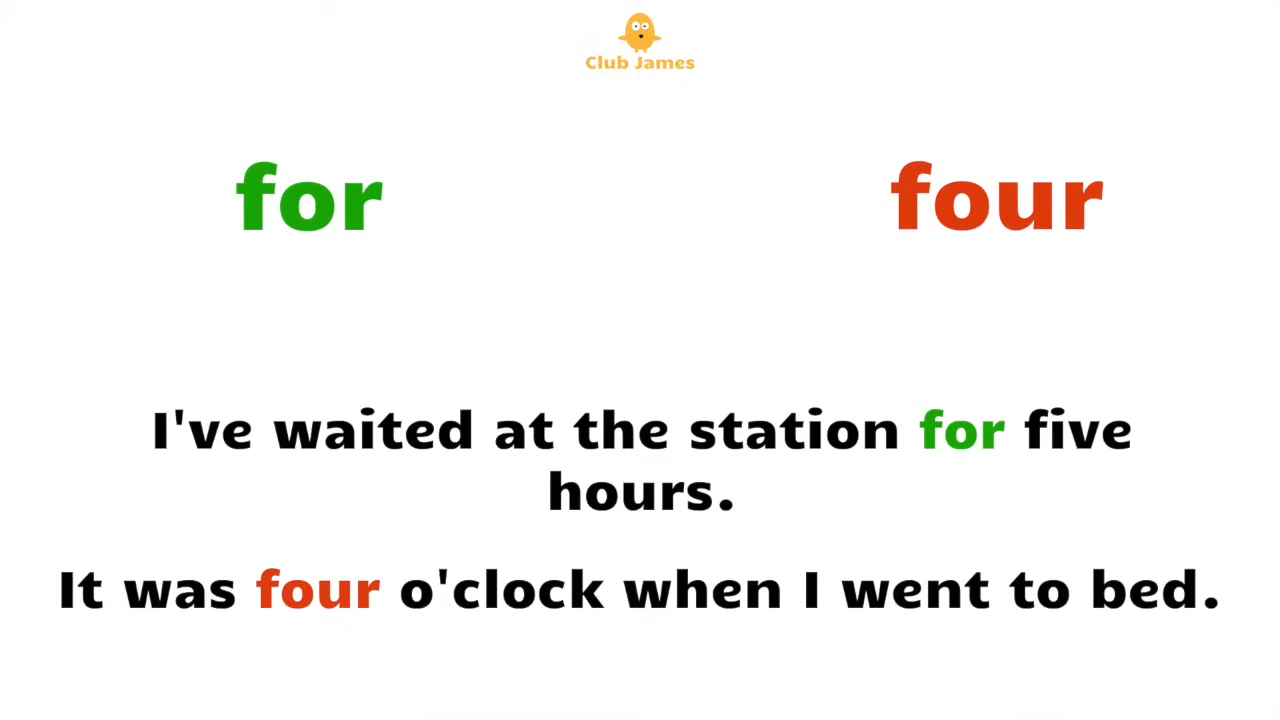 Club James
for four
I've waited at the station for five
hours.
It was four o'clock when I went to bed.